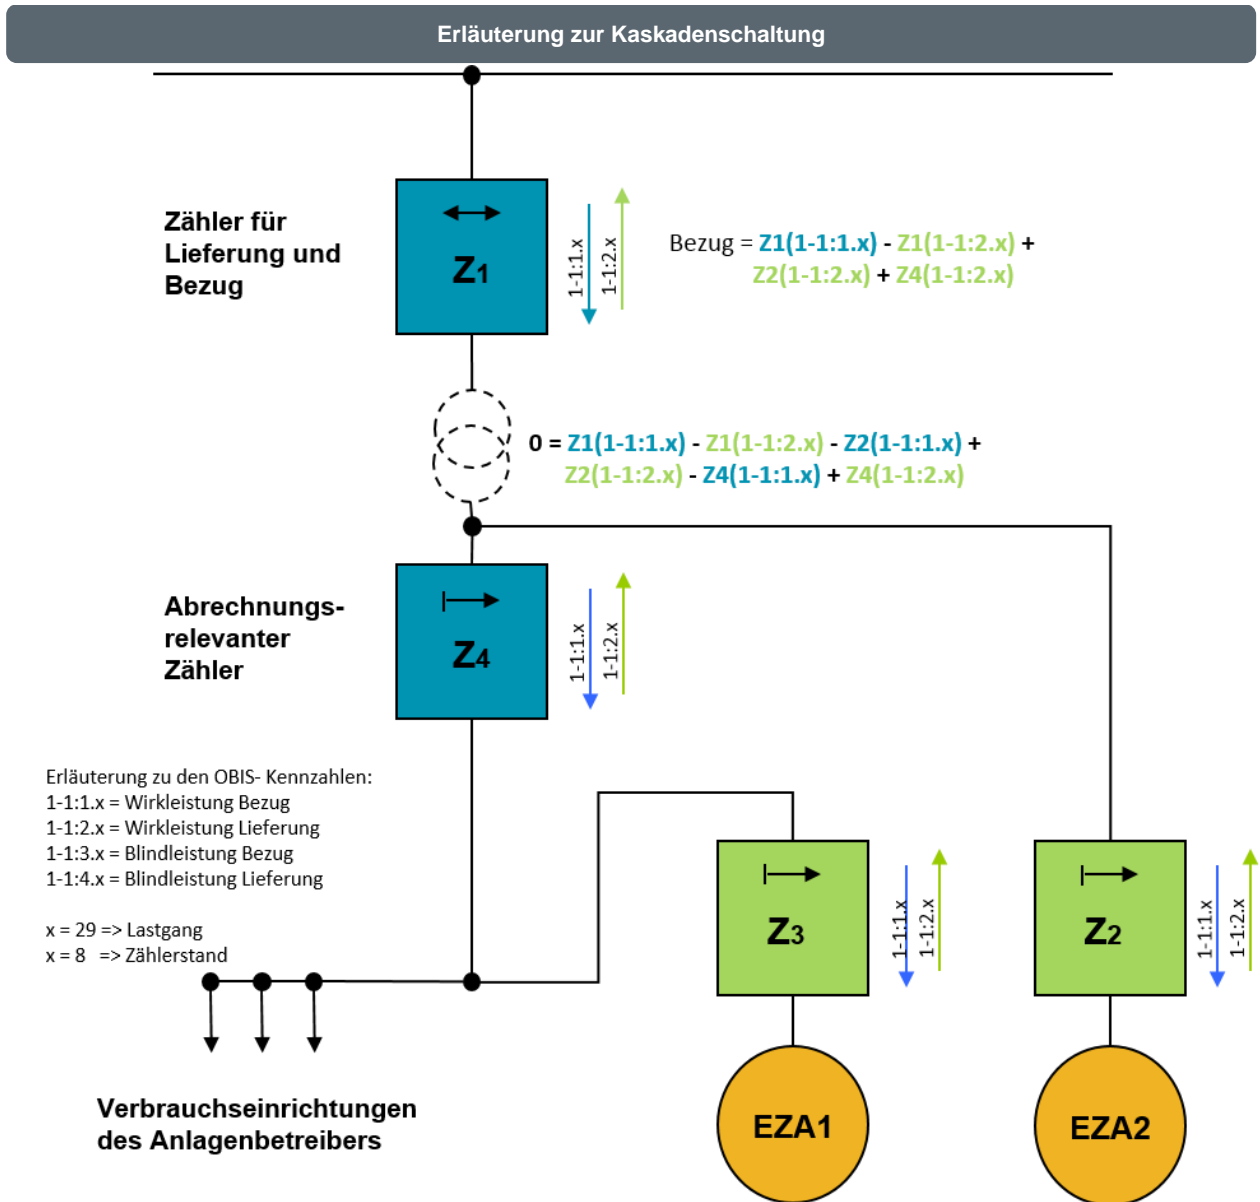 Erläuterung zur Kaskadenschaltung
Zähler für
Lieferung und
Bezug
Z1
1-1:1.x
1-1:2.x
Bezug = Z1(1-1:1.x) - Z1(1-1:2.x) +
Z2(1-1:2.x) + Z4(1-1:2.x)
0 = Z1(1-1:1.x) - Z1(1-1:2.x) - Z2(1-1:1.x) +
Z2(1-1:2.x) - Z4(1-1:1.x) + Z4(1-1:2.x)
Abrechnungs-
relevanter
Zähler
Z4
1-1:1.x
1-1:2.x
Erläuterung zu den OBIS- Kennzahlen:
1-1:1.x = Wirkleistung Bezug
1-1:2.x = Wirkleistung Lieferung
1-1:3.x = Blindleistung Bezug
1-1:4.x = Blindleistung Lieferung
x = 29 => Lastgang
x = 8 => Zählerstand
Z3
1-1:1.x
1-1:2.x
Z2
1-1:1.x
1-1:2.x
Verbrauchseinrichtungen
des Anlagenbetreibers
EZA1
EZA2